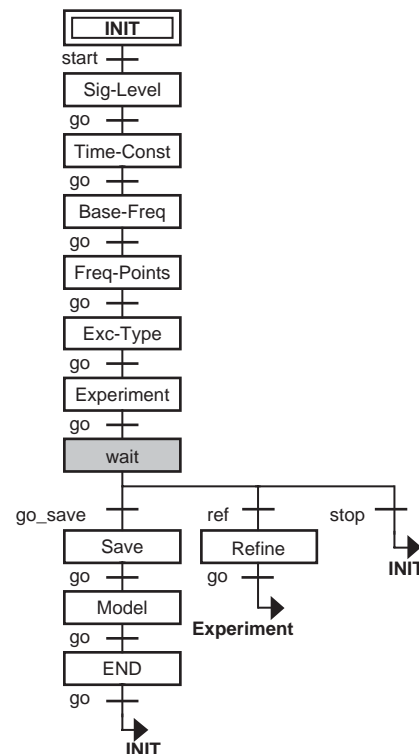 INIT
start
Sig-Level
go
Time-Const
go
Base-Freq
go
Freq-Points
go
Exc-Type
go
Experiment
go
wait
go_save ref stop
Save Refine INIT
go go
Model Experiment
go
END
go
INIT